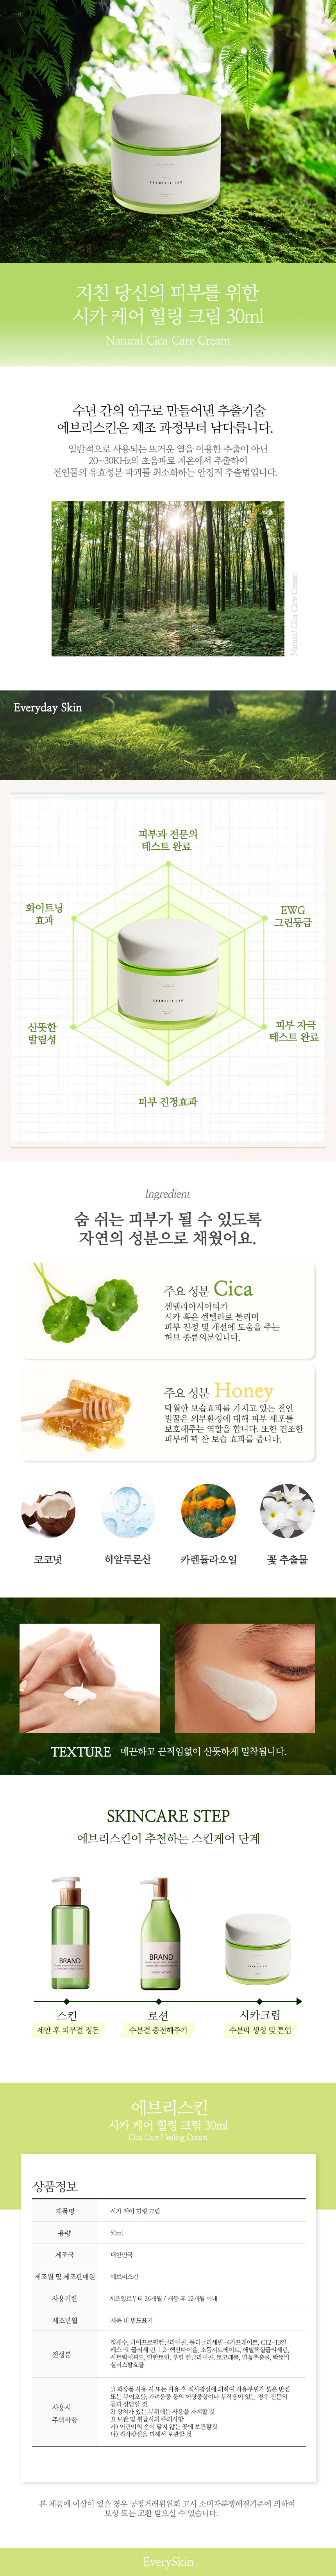 지친 당신의 피부를 위한
시카 케어 힐링 크림 30ml
Natural Cica Care Cream
수년 간의 연구로 만들어낸 추출기술
에브리스킨은 제조 과정부터 남다릅니다.
일반적으로 사용되는 뜨거운 열을 이용한 추출이 아닌
20~30KHz의 초음파로 저온에서 추출하여
천연물의 유효성분 파괴를 최소화하는 안정적 추출법입니다.
Natural Cica Care Cream
Everyday Skin
피부과 전문의
테스트 완료
화이트닝
효과
EWG
그린등급
산뜻한
발림성
피부 자극
테스트 완료
피부 진정효과
Ingredient
숨 쉬는 피부가 될 수 있도록
자연의 성분으로 채웠어요.
주요 성분 Cica
센텔라아시아티카
시카 혹은 센텔라로 불리며
피부 진정 및 개선에 도움을 주는
허브 종류의분입니다.
주요 성분 Honey
탁월한 보습효과를 가지고 있는 천연
벌꿀은 외부환경에 대해 피부 세포를
보호해주는 역할을 합니다. 또한 건조한
피부에 꽉 찬 보습 효과를 줍니다.
코코넛
히알루론산
카렌듈라오일
꽃 추출물
TEXTURE 매끈하고 끈적임없이 산뜻하게 밀착됩니다.
SKINCARE STEP
에브리스킨이 추천하는 스킨케어 단계
BRAND
BRAND
스킨
로션
시카크림
세안 후 피부결 정돈
수분결 충전해주기
수분막 생성 및 톤업
에브리스킨
시카 케어 힐링 크림 30ml
Cica Care Healing Cream
상품정보
제품명 시카 케어 힐링 크림
용량 50ml
제조국 대한민국
제조원 및 제조판매원 에브리스킨
사용기한 제조일로부터 36개월 / 개봉 후 12개월 이내
제조년월 제품 내 별도표기
전성분
정제수, 다이프로필렌글라이콜, 폴리글리세릴-4카프레이트, C12-13알
케스-9, 글리세 린, 1,2-헥산다이올, 소듐시트레이트, 에틸헥실글리세린,
시트릭애씨드, 알란토인, 부틸 렌글라이콜, 토코페롤, 벌꽃추출물, 락토바
실러스발효물
사용시
주의사항
1) 화장품 사용 시 또는 사용 후 직사광선에 의하여 사용부위가 붉은 반점
또는 부어오름, 가려움증 등의 이상증상이나 부작용이 있는 경우 전문의
등과 상담할 것.
2) 상처가 있는 부위에는 사용을 자제할 것
3) 보관 및 취급시의 주의사항
가) 어린이의 손이 닿지 않는 곳에 보관할것
나) 직사광선을 피해서 보관할 것
본 제품에 이상이 있을 경우 공정거래위원회 고시 소비자분쟁해결기준에 의하여
보상 또는 교환 받으실 수 있습니다.
EverySkin